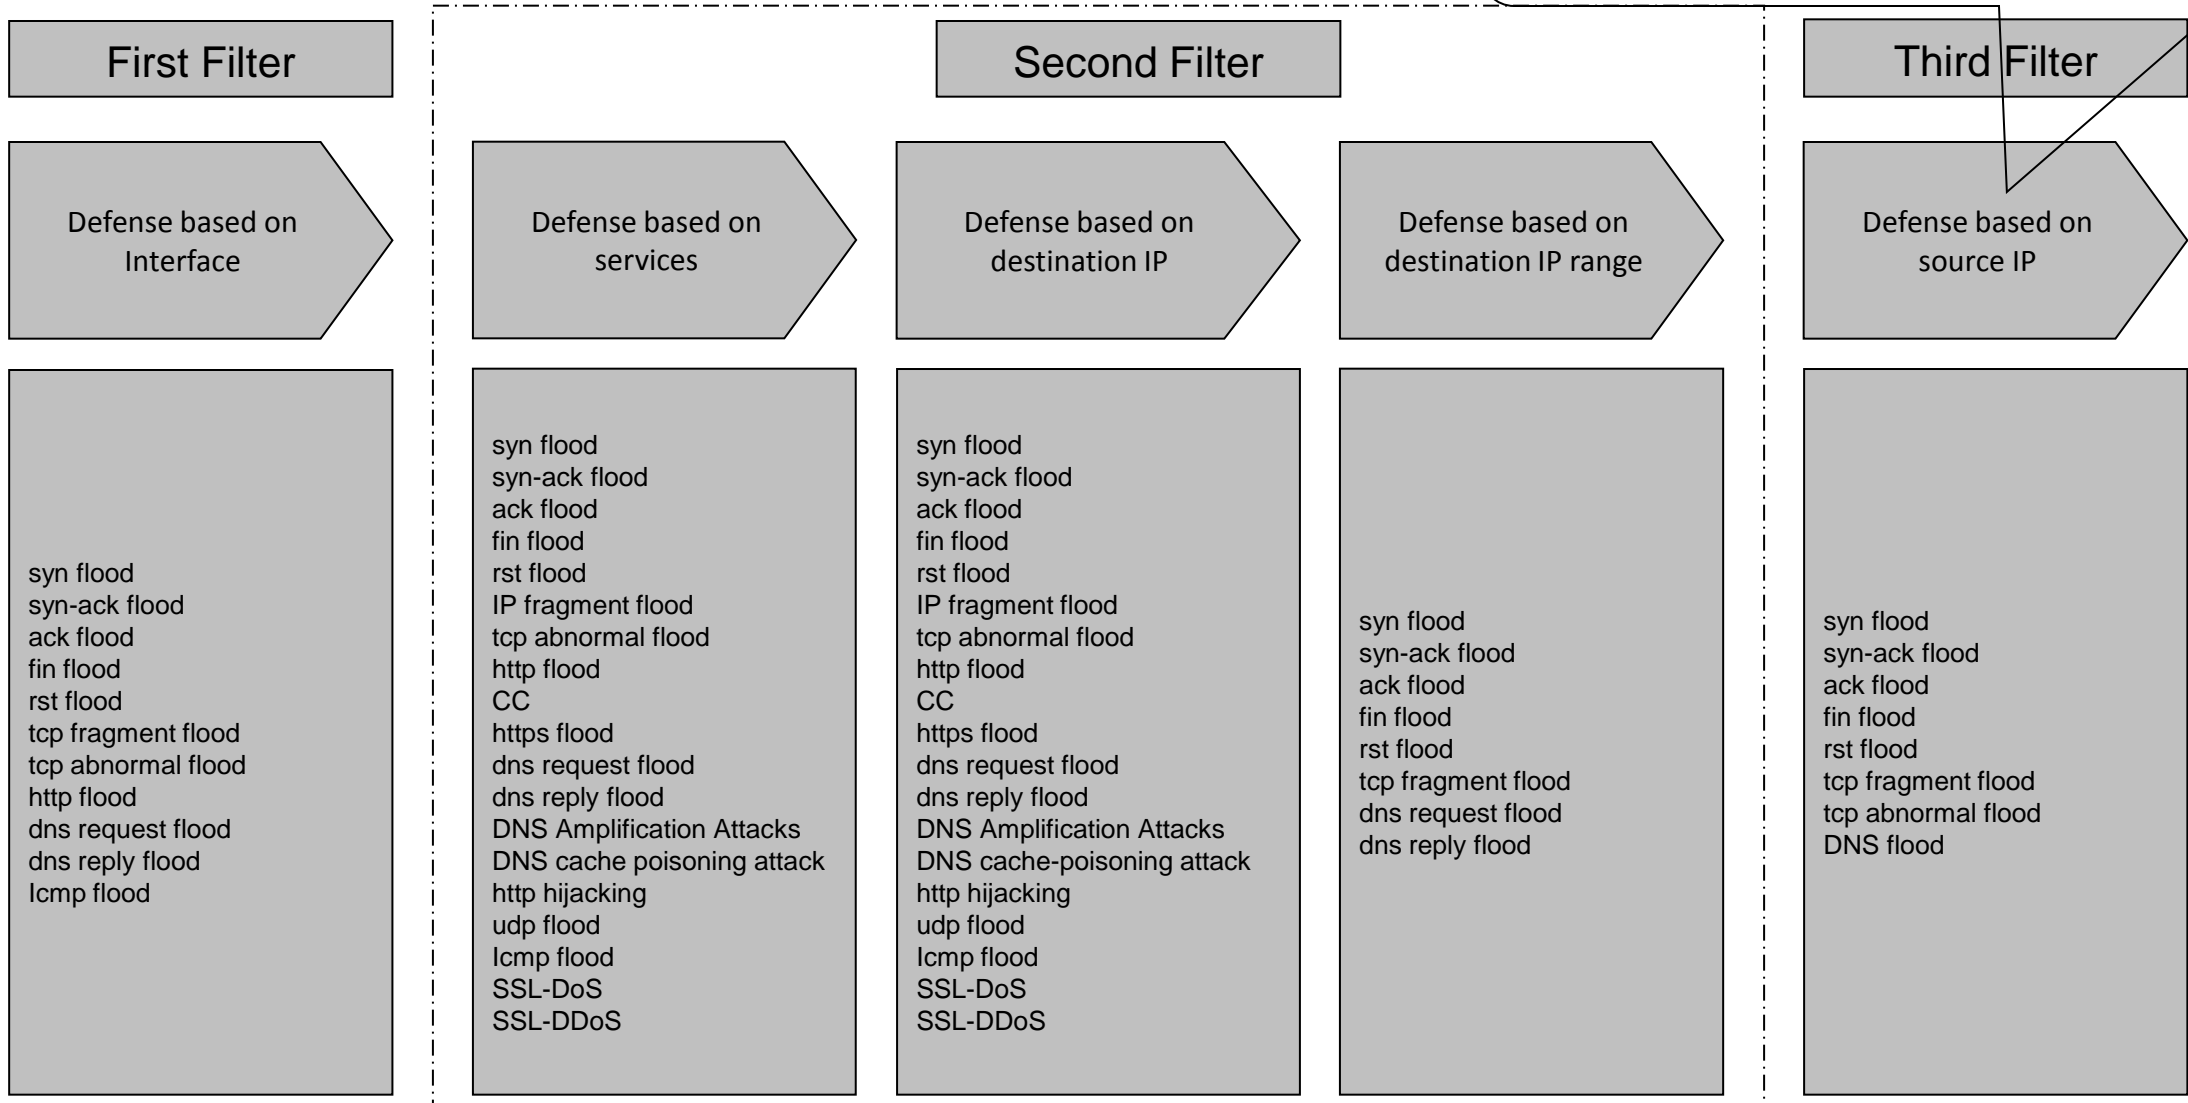 First Filter
Second Filter
Third Filter
Defense based on
Interface
Defense based on
services
Defense based on
destination IP
Defense based on
destination IP range
Defense based on
source IP
syn flood
syn-ack flood
ack flood
fin flood
rst flood
tcp fragment flood
tcp abnormal flood
http flood
dns request flood
dns reply flood
Icmp flood
syn flood
syn-ack flood
ack flood
fin flood
rst flood
IP fragment flood
tcp abnormal flood
http flood
CC
https flood
dns request flood
dns reply flood
DNS Amplification Attacks
DNS cache poisoning attack
http hijacking
udp flood
Icmp flood
SSL-DoS
SSL-DDoS
syn flood
syn-ack flood
ack flood
fin flood
rst flood
IP fragment flood
tcp abnormal flood
http flood
CC
https flood
dns request flood
dns reply flood
DNS Amplification Attacks
DNS cache-poisoning attack
http hijacking
udp flood
Icmp flood
SSL-DoS
SSL-DDoS
syn flood
syn-ack flood
ack flood
fin flood
rst flood
tcp fragment flood
dns request flood
dns reply flood
syn flood
syn-ack flood
ack flood
fin flood
rst flood
tcp fragment flood
tcp abnormal flood
DNS flood